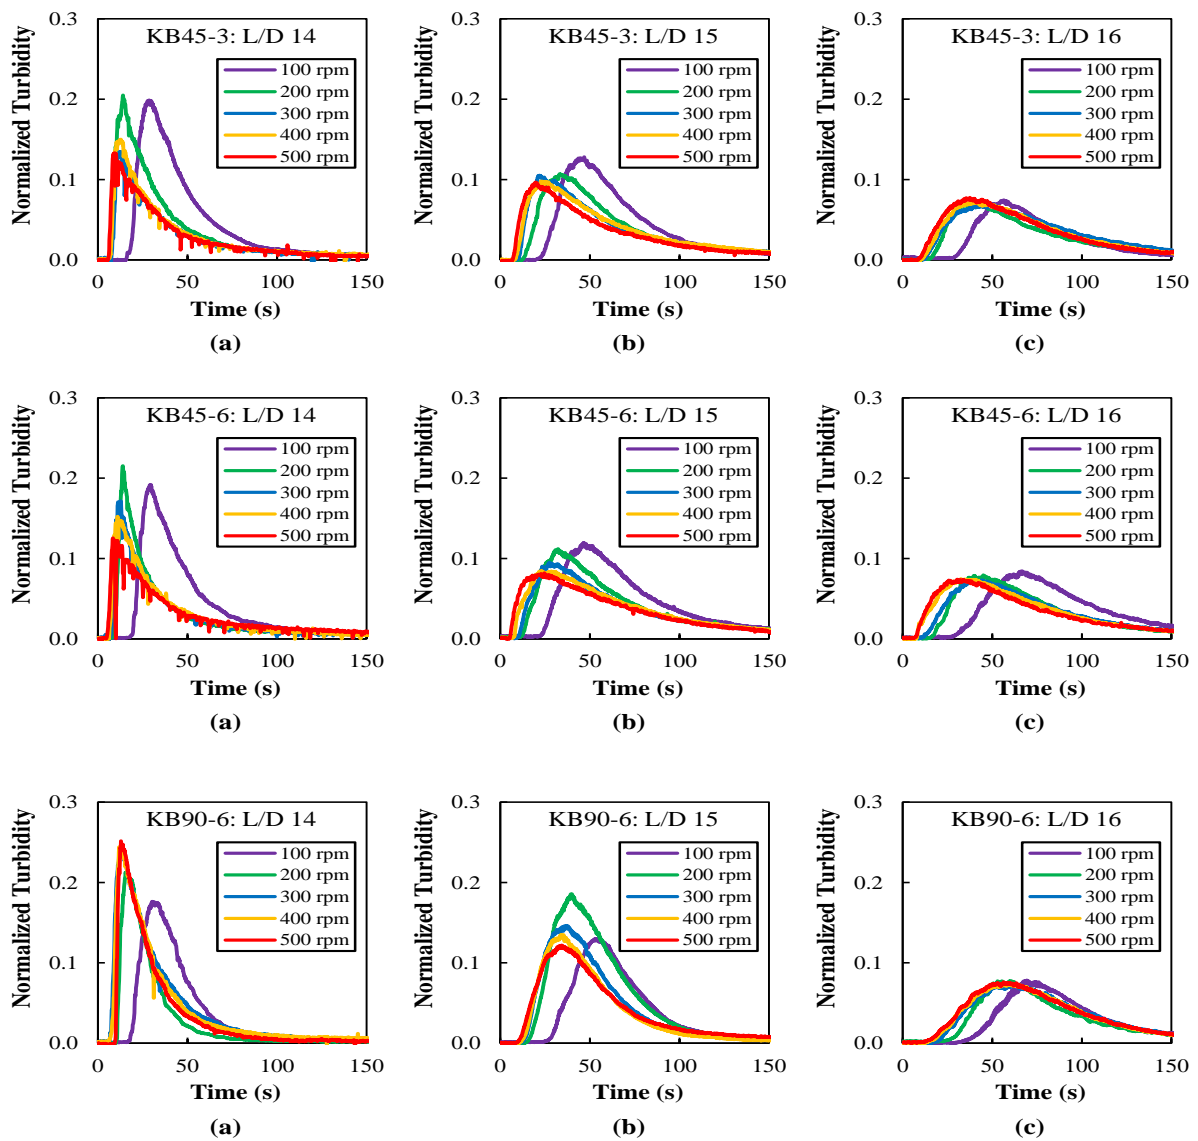 KB45-3: L/D 14
Normalized Turbidity
0.3
0.2
0.1
0.0
100 rpm
200 rpm
300 rpm
400 rpm
500 rpm
0 50 100 150
Time (s)
(a)
KB45-3: L/D 15
Normalized Turbidity
0.3
0.2
0.1
0.0
100 rpm
200 rpm
300 rpm
400 rpm
500 rpm
0 50 100 150
Time (s)
(b)
KB45-3: L/D 16
Normalized Turbidity
0.3
0.2
0.1
0.0
100 rpm
200 rpm
300 rpm
400 rpm
500 rpm
0 50 100 150
Time (s)
(c)
KB45-6: L/D 14
Normalized Turbidity
0.3
0.2
0.1
0.0
100 rpm
200 rpm
300 rpm
400 rpm
500 rpm
0 50 100 150
Time (s)
(a)
KB45-6: L/D 15
Normalized Turbidity
0.3
0.2
0.1
0.0
100 rpm
200 rpm
300 rpm
400 rpm
500 rpm
0 50 100 150
Time (s)
(b)
KB45-6: L/D 16
Normalized Turbidity
0.3
0.2
0.1
0.0
100 rpm
200 rpm
300 rpm
400 rpm
500 rpm
0 50 100 150
Time (s)
(c)
KB90-6: L/D 14
Normalized Turbidity
0.3
0.2
0.1
0.0
100 rpm
200 rpm
300 rpm
400 rpm
500 rpm
0 50 100 150
Time (s)
(a)
KB90-6: L/D 15
Normalized Turbidity
0.3
0.2
0.1
0.0
100 rpm
200 rpm
300 rpm
400 rpm
500 rpm
0 50 100 150
Time (s)
(b)
KB90-6: L/D 16
Normalized Turbidity
0.3
0.2
0.1
0.0
100 rpm
200 rpm
300 rpm
400 rpm
500 rpm
0 50 100 150
Time (s)
(c)